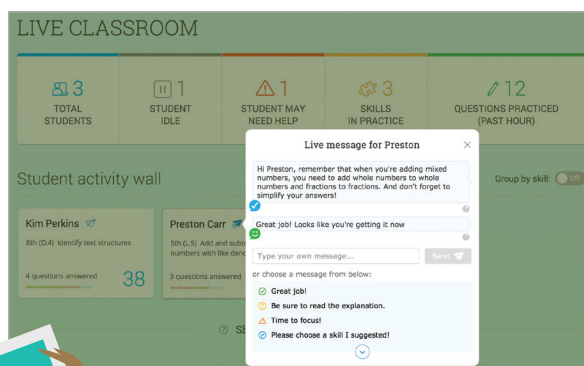 LIVE CLASSROOM
3
TOTAL
STUDENTS
1
STUDENT
IDLE
1
STUDENT MAY
NEED HELP
3
SKILLS
IN PRACTICE
12
QUESTIONS PRACTICED
(PAST HOUR)
Student activity wall
Group by skill:
Off
Kim Perkins
8th (D.4) Identify text structures
4 questions answered
38
Preston Carr
5th (L.5) Add and
numbers with like
3 questions answered
Live message for Preston
Hi Preston, remember that when you're adding mixed
numbers, you need to add whole numbers to whole
numbers and fractions to fractions. And don't forget to
simplify your answers!
Great job! Looks like you're getting it now
Type your own message...
Send
or choose a message from below:
Great job!
Be sure to read the explanation.
Time to focus!
Please choose a skill I suggested!